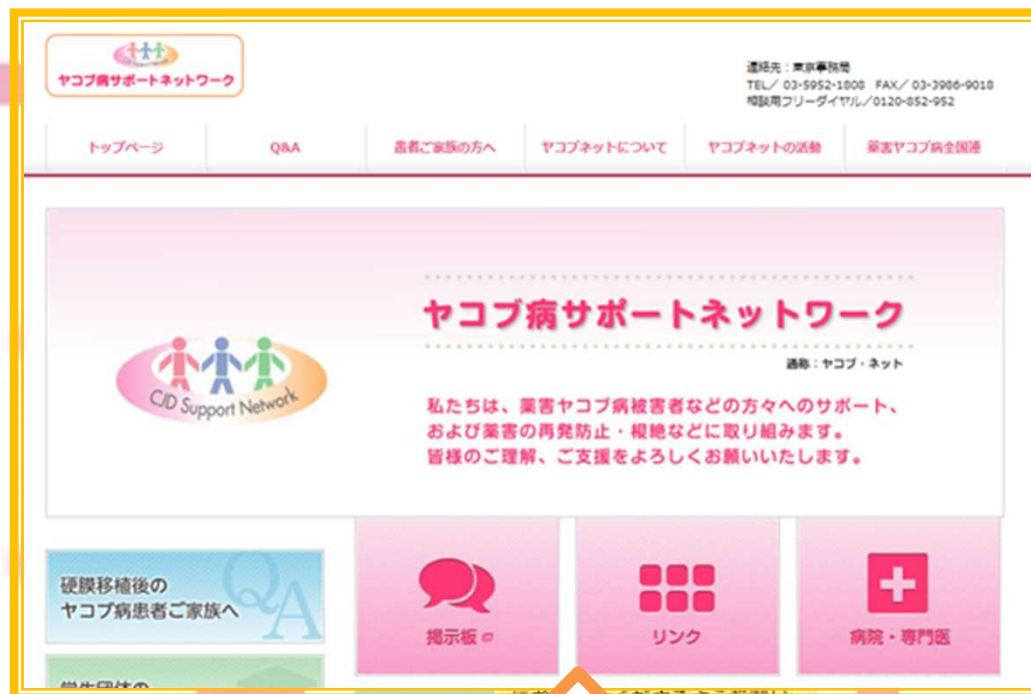 ヤコブ病サポートネットワーク
連絡先：東京事務局
TEL／ 03-5952-1808 FAX／ 03-3986-9018
相談用フリーダイヤル／0120-852-952
トップページ
Q&A
患者ご家族の方へ
ヤコブネットについて
ヤコブネットの活動
薬害ヤコブ病全国連
ヤコブ病サポートネットワーク
通称：ヤコブ・ネット
CJD Support Network
私たちは、薬害ヤコブ病被害者などの方々へのサポート、
および薬害の再発防止・根絶などに取り組みます。
皆様のご理解、ご支援をよろしくお願いいたします。
硬膜移植後の
ヤコブ病患者ご家族へ
QA
掲示板
リンク
病院・専門医